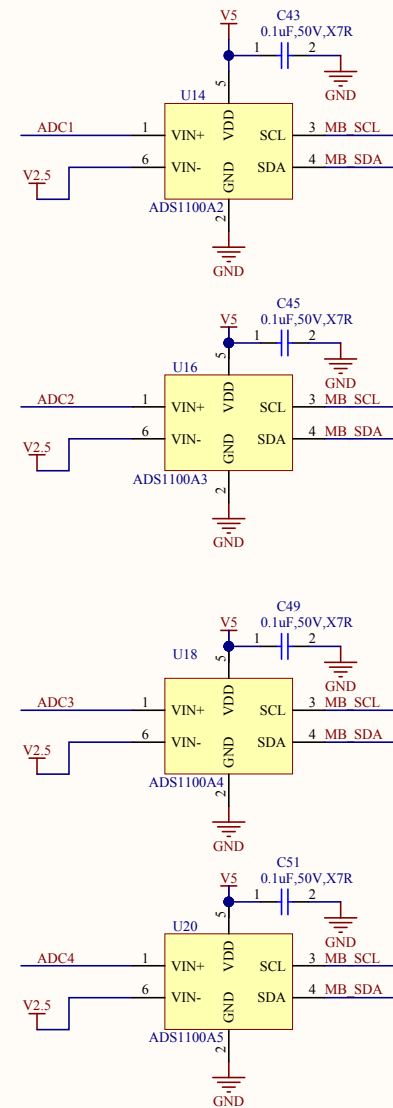 V5
C43
0.1uF,50V,X7R
1 2
GND
5
U14
ADC1 1 VIN+ VDD SCL 3 MB_SCL
V2.5 6 VIN- GND SDA 4 MB_SDA
ADS1100A2
2
GND
C45
V5 0.1uF,50V,X7R
1 2
5
GND
U16
ADC2 1 VIN+ VDD SCL 3 MB_SCL
V2.5 6 VIN- GND SDA 4 MB_SDA
ADS1100A3
2
GND
C49
V5 0.1uF,50V,X7R
1 2
U18 5
GND
ADC3 1 VIN+ VDD SCL 3 MB_SCL
V2.5 6 VIN- GND SDA 4 MB_SDA
ADS1100A4
2
GND
C51
V5 0.1uF,50V,X7R
1 2
5
U20
GND
ADC4 1 VIN+ VDD SCL 3 MB_SCL
V2.5 6 VIN- GND SDA 4 MB_SDA
ADS1100A5
2
GND